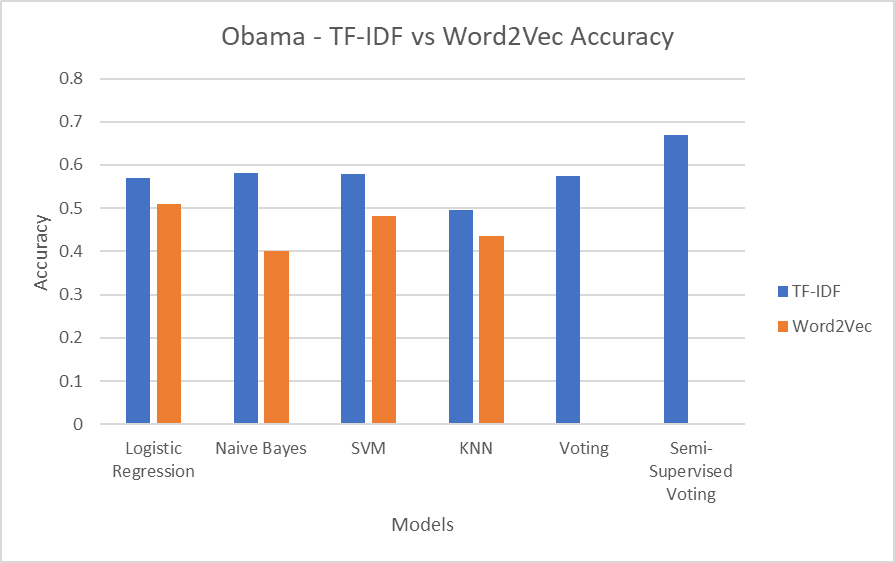 Obama - TF-IDF vs Word2Vec Accuracy
0.8
0.7
0.6
0.5
0.4
0.3
0.2
0.1
0
Accuracy
Logistic
Regression
Naive Bayes
SVM
KNN
Voting
Semi-
Supervised
Voting
Models
TF-IDF
Word2Vec